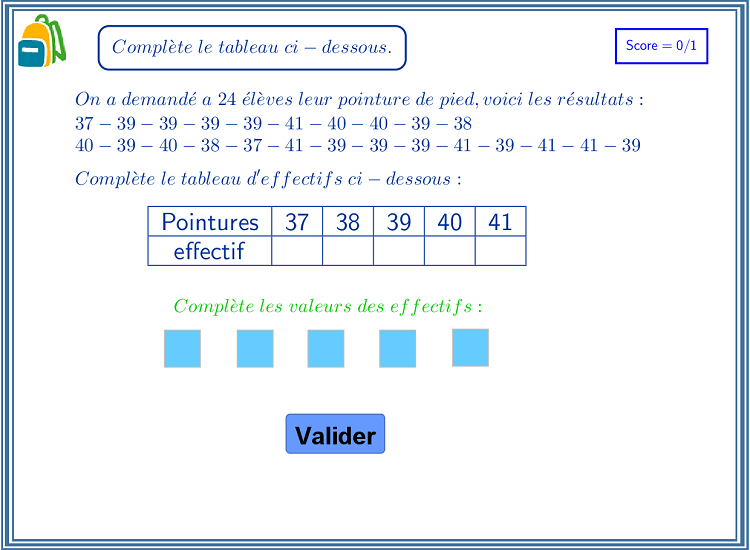 Complète le tableau ci – dessous.
Score = 0/1
On a demandé a 24 élèves leur pointure de pied, voici les résultats :
37 – 39 – 39 – 39 – 39 – 41 – 40 – 40 – 39 – 38
40 – 39 – 40 – 38 – 37 – 41 – 39 – 39 – 39 – 41 – 39 – 41 – 41 – 39
Complète le tableau d'effectifs ci – dessous :
Pointures 37 38 39 40 41
effectif
Complète les valeurs des effectifs :
Valider